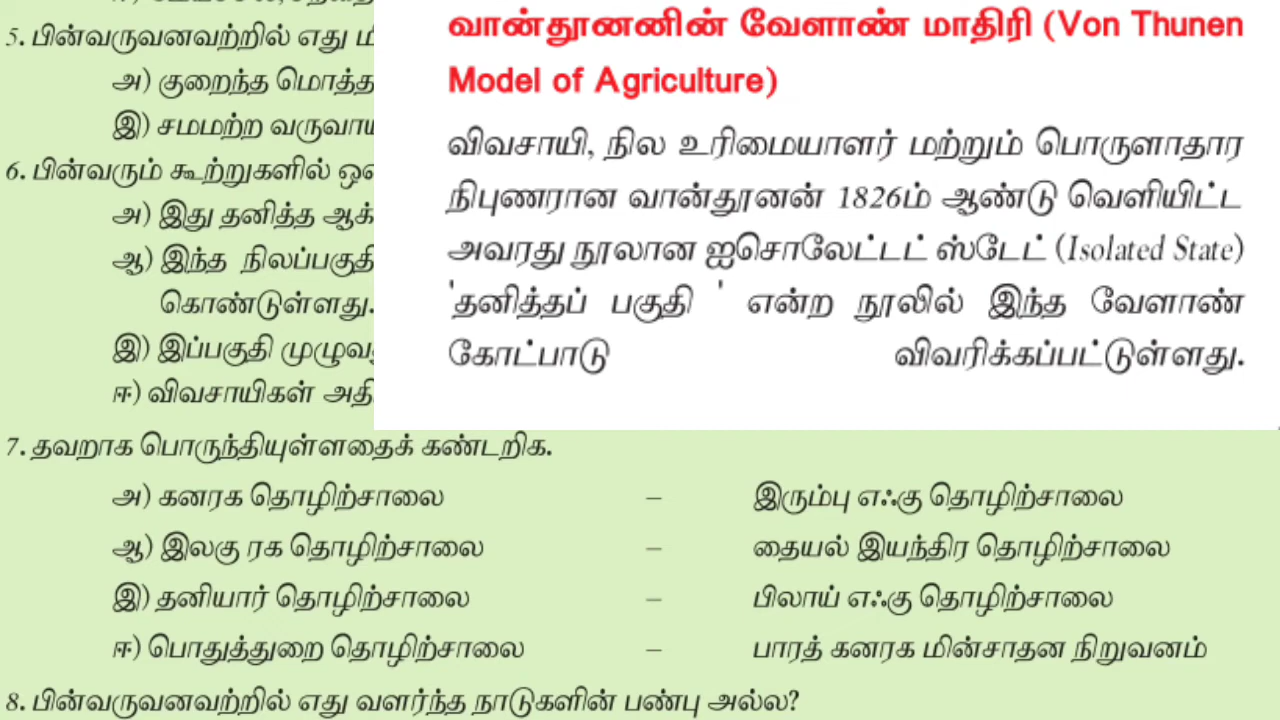 5. பின்வருவனவற்றில் எது
அ) குறைந்த மொத்த
இ) சமமற்ற வருவாய்
6. பின்வரும் கூற்றுகளில்
அ) இது தனித்த
ஆ) இந்த நிலப்பகுதி
கொண்டுள்ளது.
இ) இப்பகுதி
ஈ) விவசாயிகள்
வான்தூனனின் வேளாண் மாதிரி (Von Thunen
Model of Agriculture)
விவசாயி, நில உரிமையாளர் மற்றும் பொருளாதார
நிபுணரான வான்தூனன் 1826ம் ஆண்டு வெளியிட்ட
அவரது நூலான ஐசொலேட்டட் ஸ்டேட் (Isolated State)
'தனித்தப் பகுதி ' என்ற நூலில் இந்த வேளாண்
கோட்பாடு விவரிக்கப்பட்டுள்ளது.
7. தவறாக பொருந்தியுள்ளதைக் கண்டறிக.
அ) கனரக தொழிற்சாலை – இரும்பு எஃகு தொழிற்சாலை
ஆ) இலகு ரக தொழிற்சாலை – தையல் இயந்திர தொழிற்சாலை
இ) தனியார் தொழிற்சாலை – பிலாய் எஃகு தொழிற்சாலை
ஈ) பொதுத்துறை தொழிற்சாலை – பாரத் கனரக மின்சாதன நிறுவனம்
8. பின்வருவனவற்றில் எது வளர்ந்த நாடுகளின் பண்பு அல்ல?